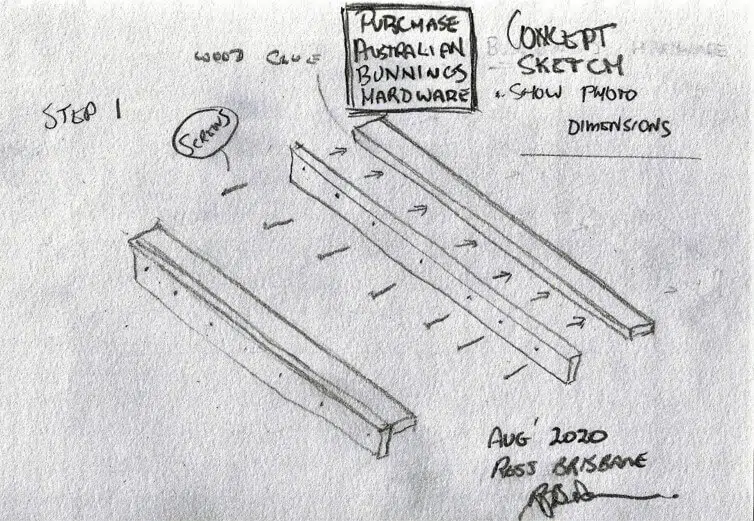 PURCHASE
AUSTRALIAN
BUNNINGS
HARDWARE
CONCEPT
SKETCH
& SHOW PHOTO
DIMENSIONS
WOOD GLUE
STEP 1
SCREWS
AUG' 2020
ROSS BRISBANE